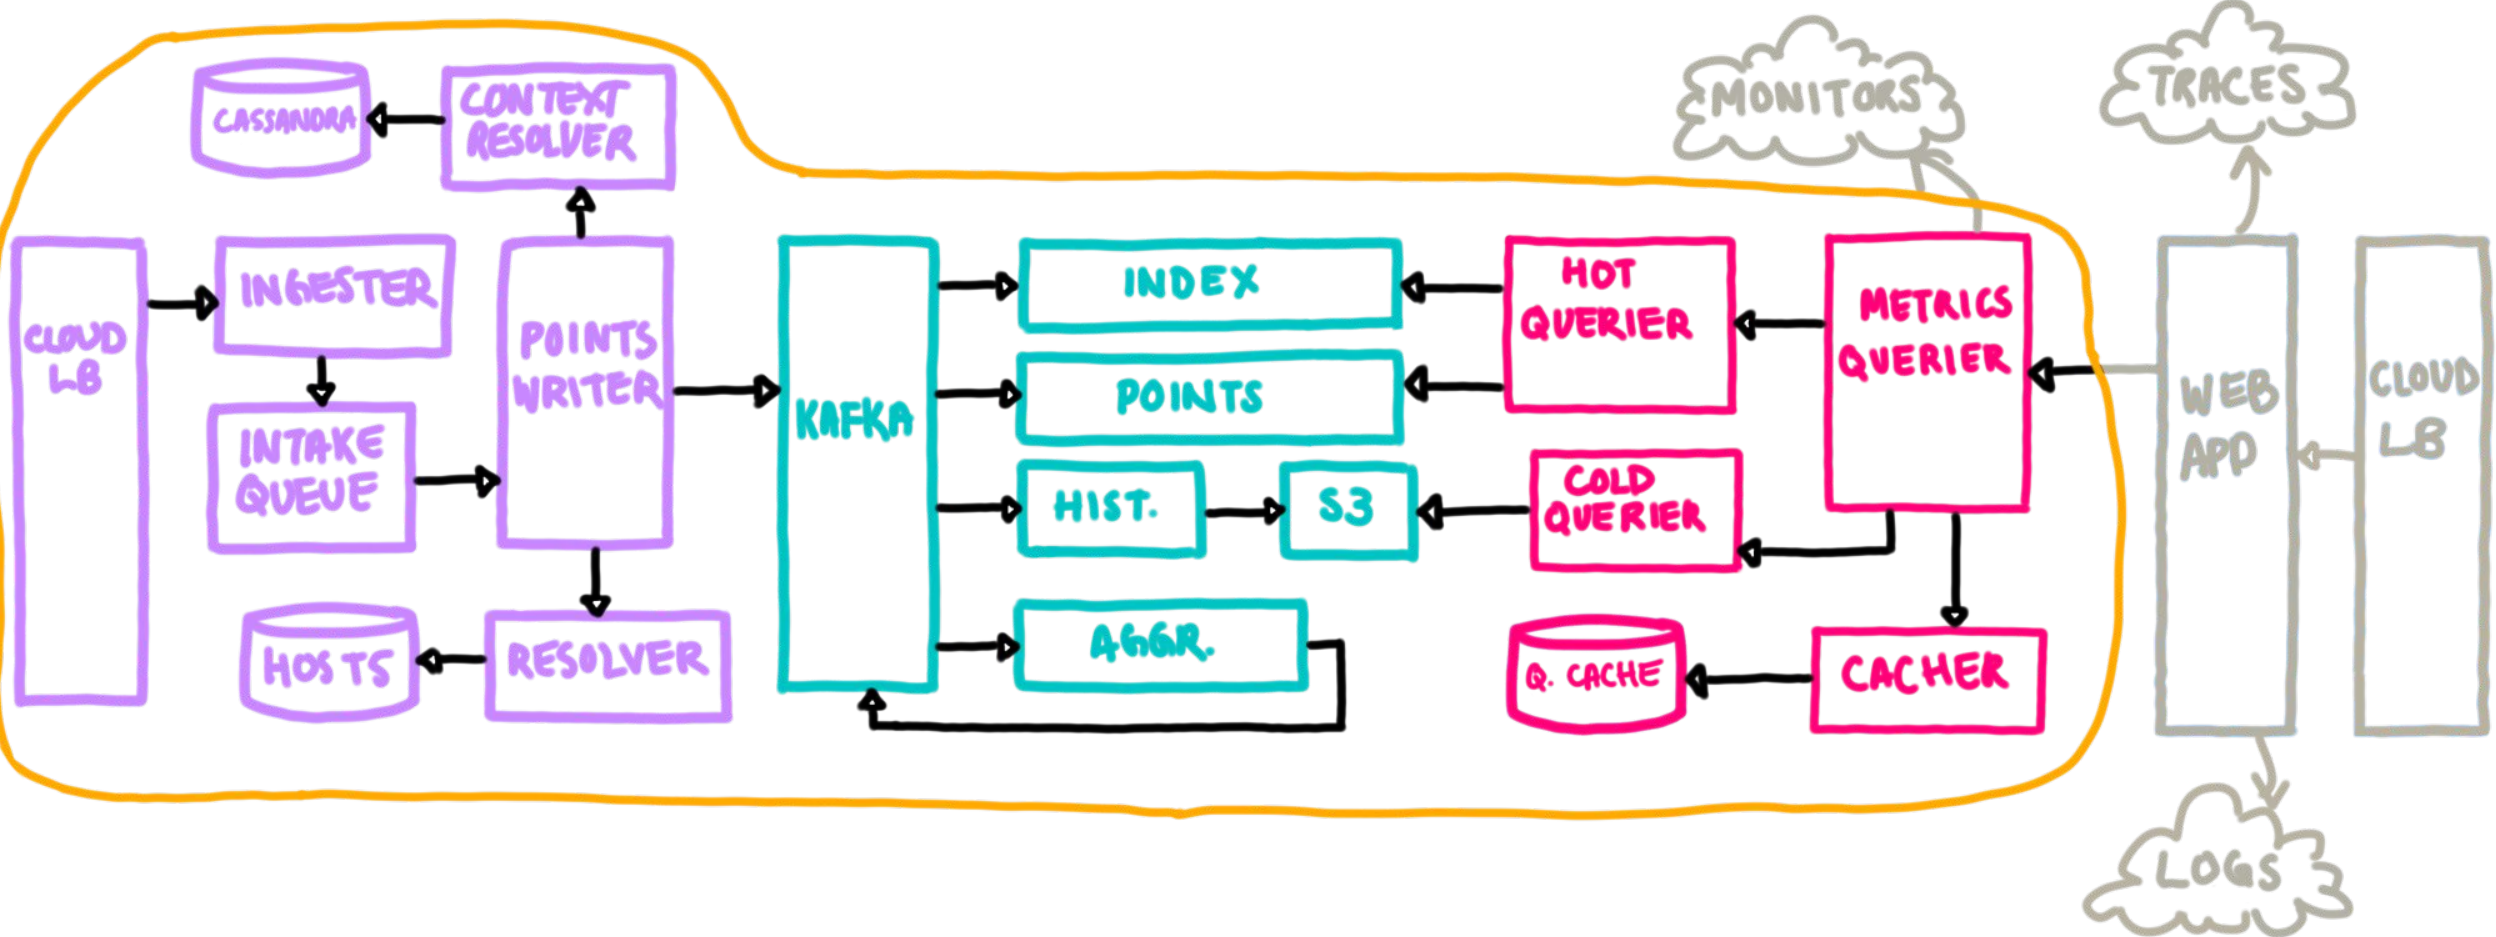 CASSANDRA
CONTEXT
RESOLVER
MONITORS
TRACES
CLOUD
LB
INGESTER
INTAKE
QUEUE
POINTS
WRITER
HOSTS
RESOLVER
KAFKA
INDEX
POINTS
HIST.
S3
AGGR.
HOT
QUERIER
COLD
QUERIER
METRICS
QUERIER
Q. CACHE
CACHER
WEB
APP
CLOUD
LB
LOGS